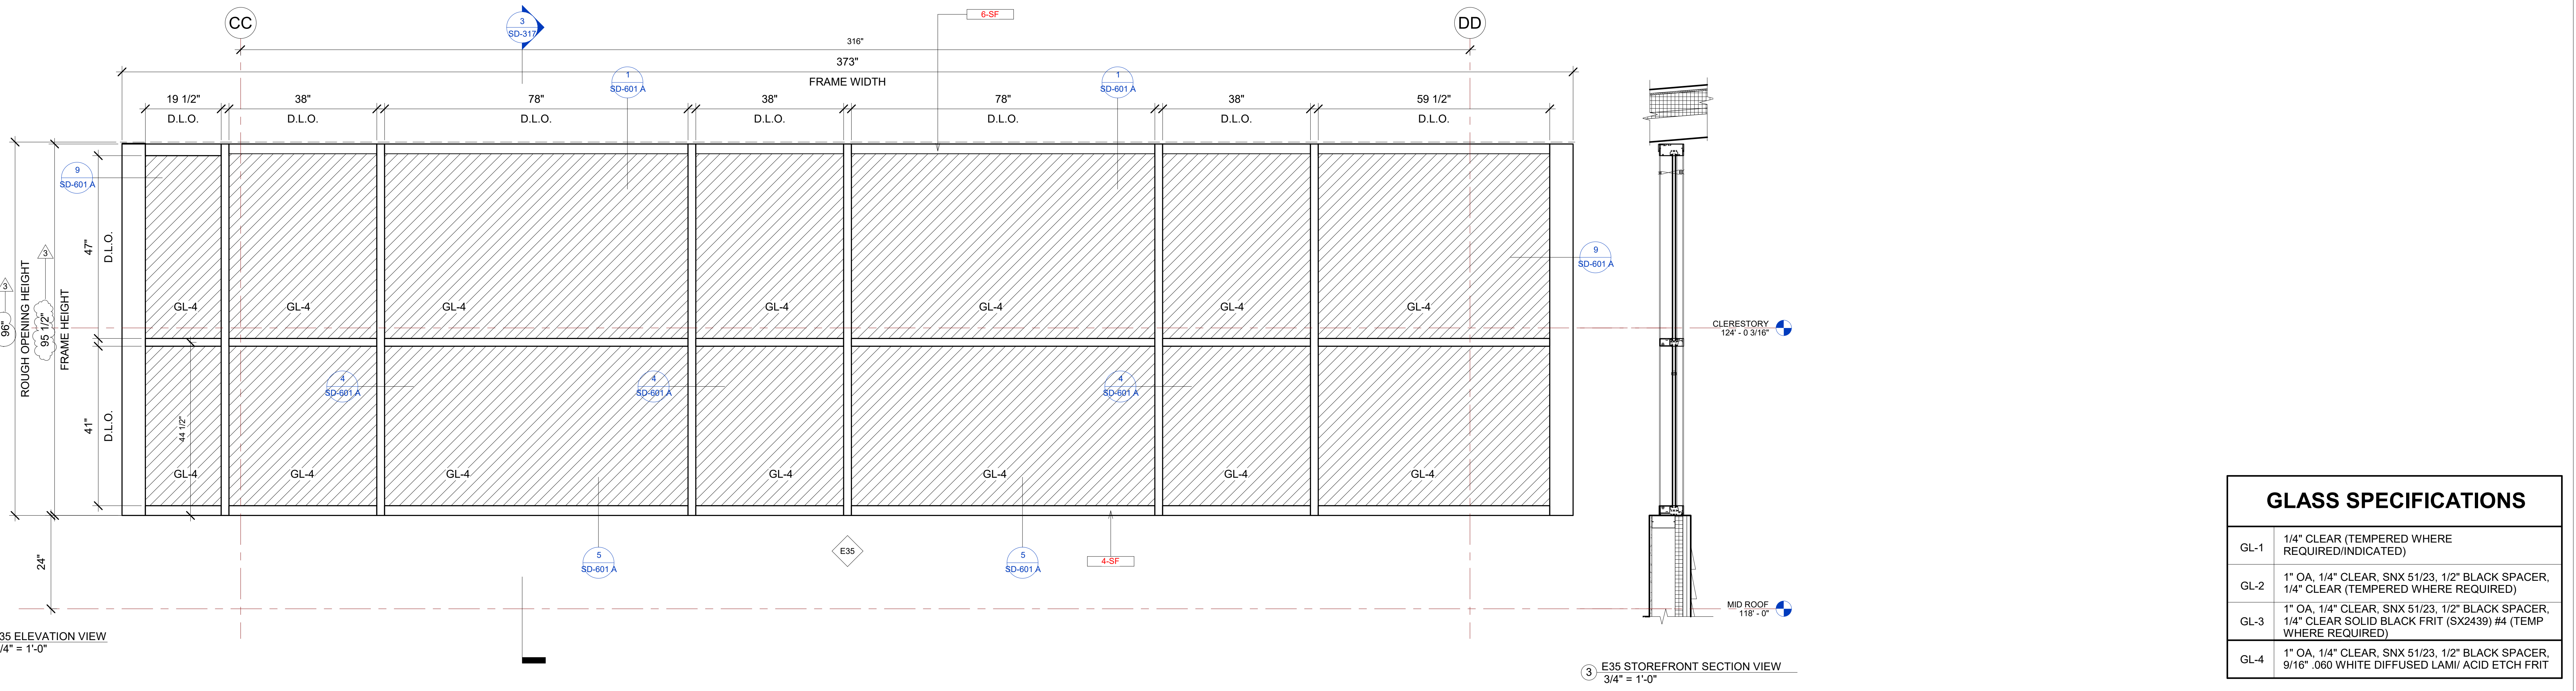 CC
3
SD-317
6-SF
DD
316"
373"
FRAME WIDTH
1
SD-601 A
1
SD-601 A
19 1/2"
D.L.O.
38"
D.L.O.
78"
D.L.O.
38"
D.L.O.
78"
D.L.O.
38"
D.L.O.
59 1/2"
D.L.O.
9
SD-601 A
9
SD-601 A
3
96"
ROUGH OPENING HEIGHT
3
95 1/2"
FRAME HEIGHT
47"
D.L.O.
41"
D.L.O.
44 1/2"
24"
GL-4
GL-4
GL-4
GL-4
GL-4
GL-4
GL-4
4
SD-601 A
4
SD-601 A
4
SD-601 A
GL-4
GL-4
GL-4
GL-4
GL-4
GL-4
GL-4
5
SD-601 A
E35
5
SD-601 A
4-SF
CLERESTORY
124' - 0 3/16"
MID ROOF
118' - 0"
35 ELEVATION VIEW
/4" = 1'-0"
3
E35 STOREFRONT SECTION VIEW
3/4" = 1'-0"
GLASS SPECIFICATIONS
GL-1
1/4" CLEAR (TEMPERED WHERE
REQUIRED/INDICATED)
GL-2
1" OA, 1/4" CLEAR, SNX 51/23, 1/2" BLACK SPACER,
1/4" CLEAR (TEMPERED WHERE REQUIRED)
GL-3
1" OA, 1/4" CLEAR, SNX 51/23, 1/2" BLACK SPACER,
1/4" CLEAR SOLID BLACK FRIT (SX2439) #4 (TEMP
WHERE REQUIRED)
GL-4
1" OA, 1/4" CLEAR, SNX 51/23, 1/2" BLACK SPACER,
9/16" .060 WHITE DIFFUSED LAMI/ ACID ETCH FRIT